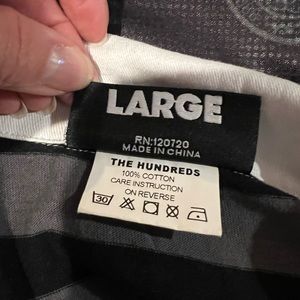 LARGE
RN:120720
MADE IN CHINA
THE HUNDREDS
100% COTTON
CARE INSTRUCTION
ON REVERSE
30